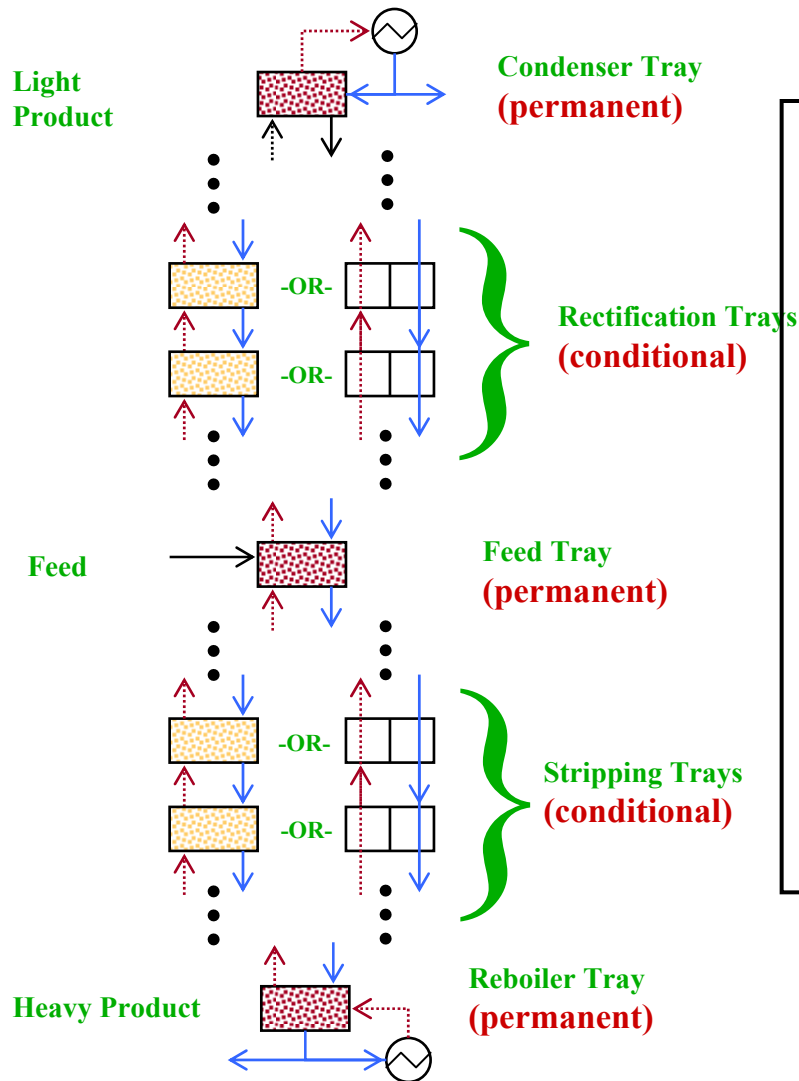 Light
Product
Condenser Tray
(permanent)
-OR-
-OR-
Rectification Trays
(conditional)
Feed
Feed Tray
(permanent)
-OR-
-OR-
Stripping Trays
(conditional)
Heavy Product
Reboiler Tray
(permanent)